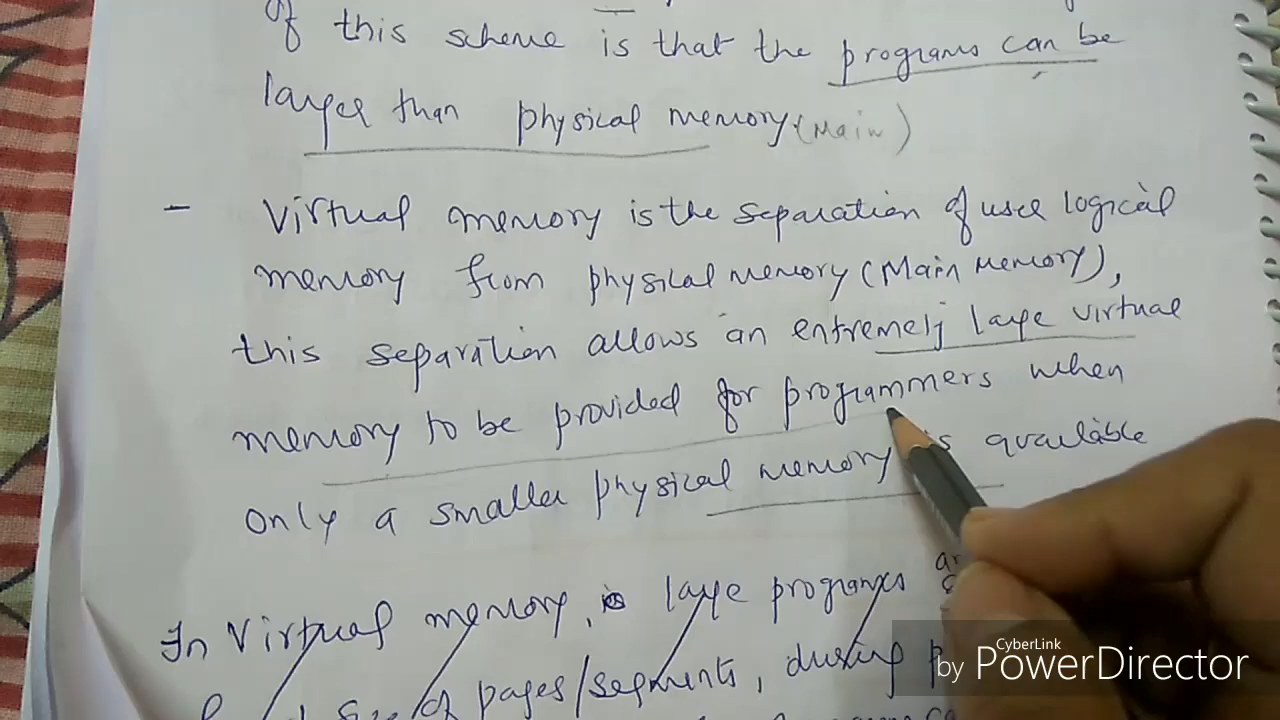 Of this scheme is that the programs can be
larger than physical memory (Main)
- Virtual memory is the separation of user logical
memory from physical memory (Main Memory),
this separation allows an extremely large virtual
memory to be provided for programmers when
only a smaller physical memory is available
In Virtual memory, large programs
of pages/segments, during
CyberLink
by PowerDirector